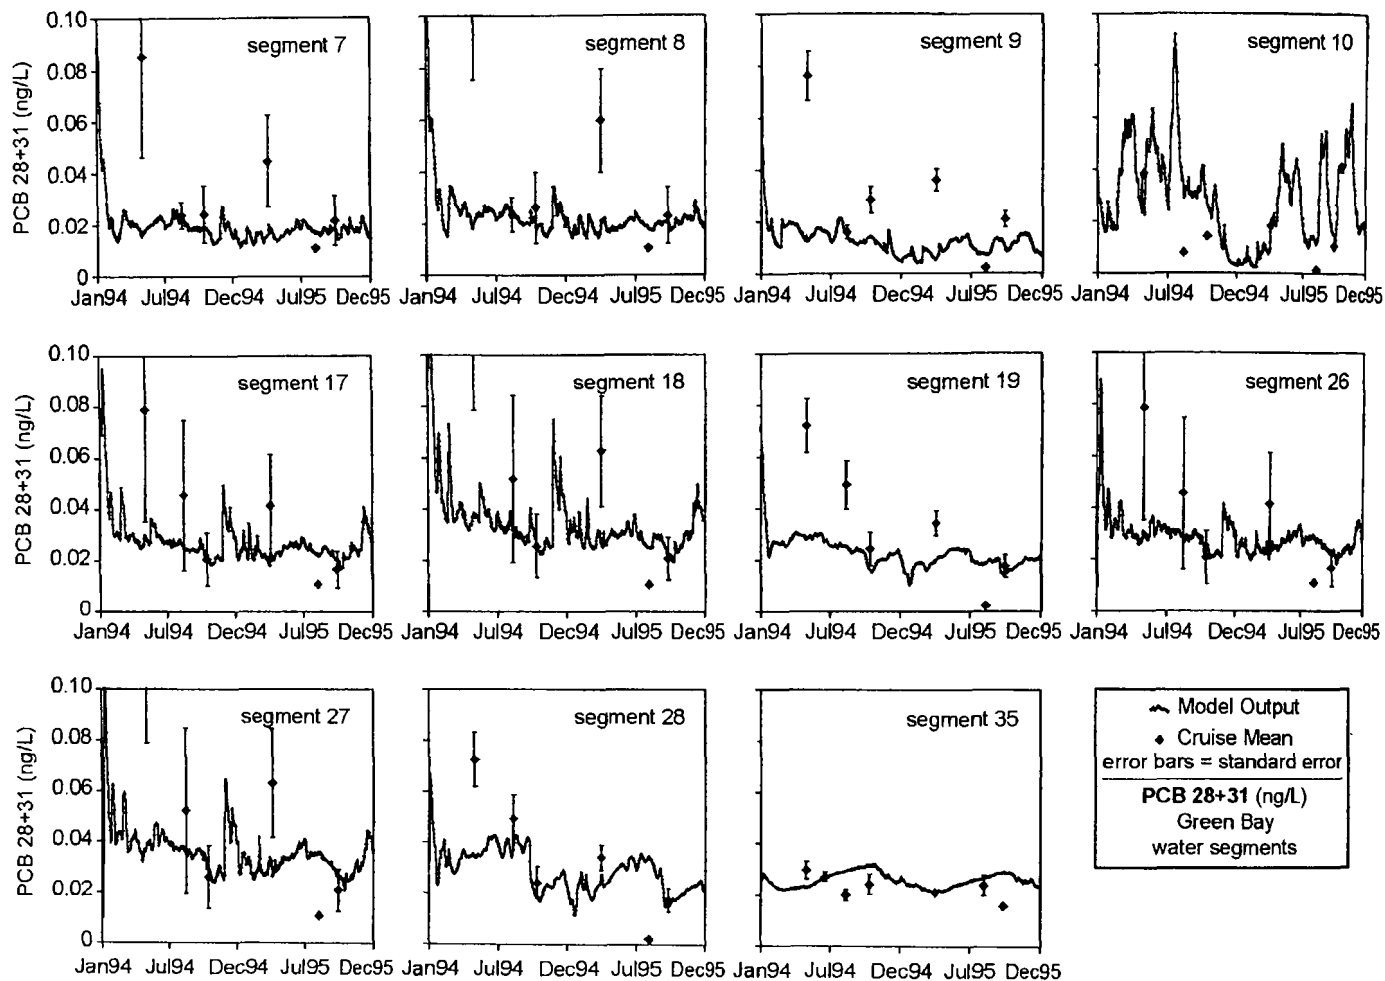 PCB 28+31 (ng/L)
0.10
0.08
0.06
0.04
0.02
0
segment 7
Jan94 Jul94 Dec94 Jul95 Dec95
segment 8
Jan94 Jul94 Dec94 Jul95 Dec95
segment 9
Jan94 Jul94 Dec94 Jul95 Dec95
segment 10
Jan94 Jul94 Dec94 Jul95 Dec95
PCB 28+31 (ng/L)
0.10
0.08
0.06
0.04
0.02
0
segment 17
Jan94 Jul94 Dec94 Jul95 Dec95
segment 18
Jan94 Jul94 Dec94 Jul95 Dec95
segment 19
Jan94 Jul94 Dec94 Jul95 Dec95
segment 26
Jan94 Jul94 Dec94 Jul95 Dec95
PCB 28+31 (ng/L)
0.10
0.08
0.06
0.04
0.02
0
segment 27
Jan94 Jul94 Dec94 Jul95 Dec95
segment 28
Jan94 Jul94 Dec94 Jul95 Dec95
segment 35
Jan94 Jul94 Dec94 Jul95 Dec95
Model Output
Cruise Mean
error bars = standard error
PCB 28+31 (ng/L)
Green Bay
water segments